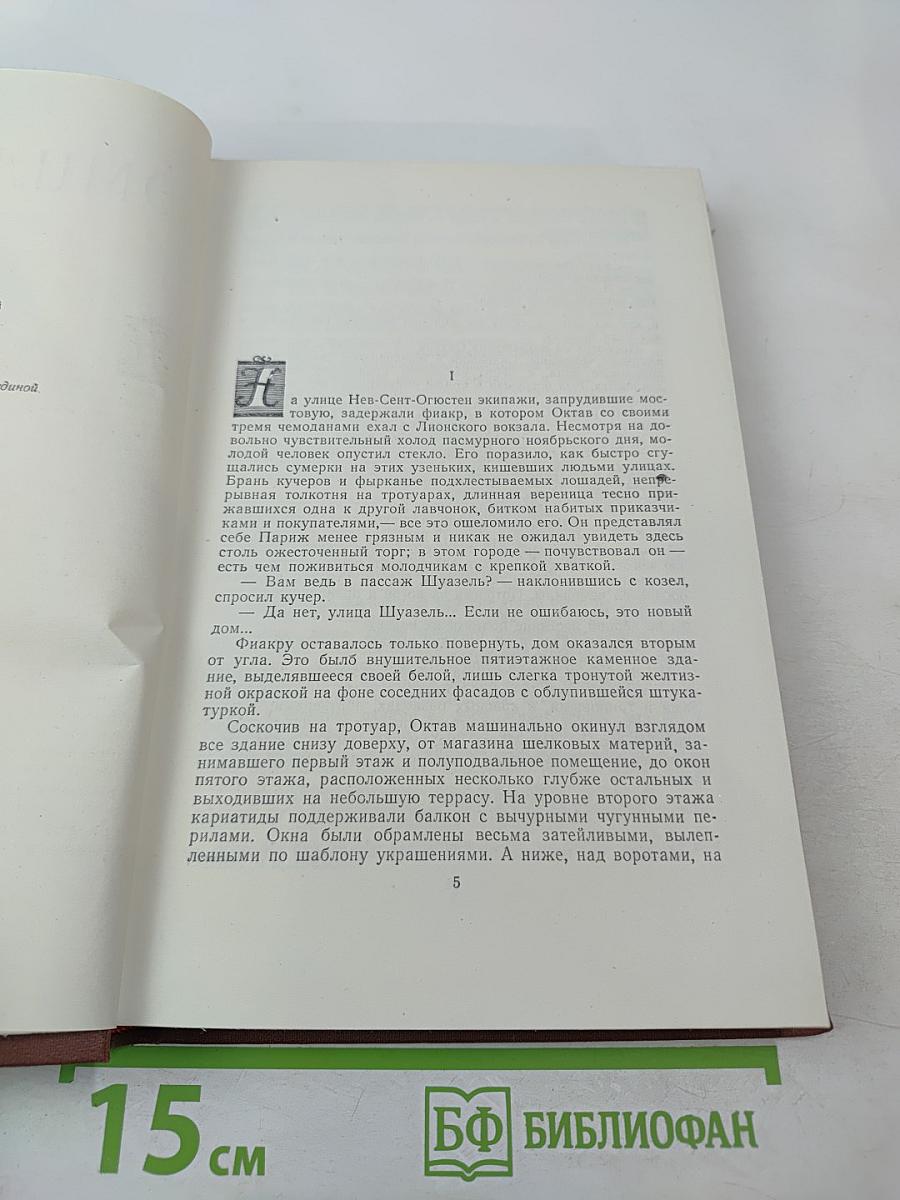 диной.
I
На улице Нев-Сент-Огюстен экипажи, запрудившие мос-
товую, задержали фиакр, в котором Октав со своими
тремя чемоданами ехал с Лионского вокзала. Несмотря на до-
вольно чувствительный холод пасмурного ноябрьского дня, мо-
лодой человек опустил стекло. Его поразило, как быстро сгу-
щались сумерки на этих узеньких, кишевших людьми улицах.
Брань кучеров и фырканье подхлестываемых лошадей, непре-
рывная толкотня на тротуарах, длинная вереница тесно при-
жавшихся одна к другой лавчонок, битком набитых приказчи-
ками и покупателями,— все это ошеломило его. Он представлял
себе Париж менее грязным и никак не ожидал увидеть здесь
столь ожесточенный торг; в этом городе — почувствовал он —
есть чем поживиться молодчикам с крепкой хваткой.
— Вам ведь в пассаж Шуазель? — наклонившись с козел,
спросил кучер.
— Да нет, улица Шуазель... Если не ошибаюсь, это новый
дом...
Фиакру оставалось только повернуть, дом оказался вторым
от угла. Это былб внушительное пятиэтажное каменное зда-
ние, выделявшееся своей белой, лишь слегка тронутой желтиз-
ной окраской на фоне соседних фасадов с облупившейся штука-
туркой.
Соскочив на тротуар, Октав машинально окинул взглядом
все здание снизу доверху, от магазина шелковых материй, за-
нимавшего первый этаж и полуподвальное помещение, до окон
пятого этажа, расположенных несколько глубже остальных и
выходивших на небольшую террасу. На уровне второго этажа
кариатиды поддерживали балкон с вычурными чугунными пе-
рилами. Окна были обрамлены весьма затейливыми, вылеп-
ленными по шаблону украшениями. А ниже, над воротами, на
5
15 см
БФ БИБЛИОФАН